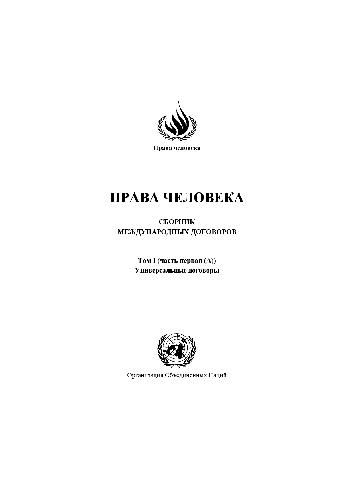 Права человека
ПРАВА ЧЕЛОВЕКА
СБОРНИК
МЕЖДУНАРОДНЫХ ДОГОВОРОВ
Том I (часть первая (A))
Универсальные договоры
Организация Объединенных Наций